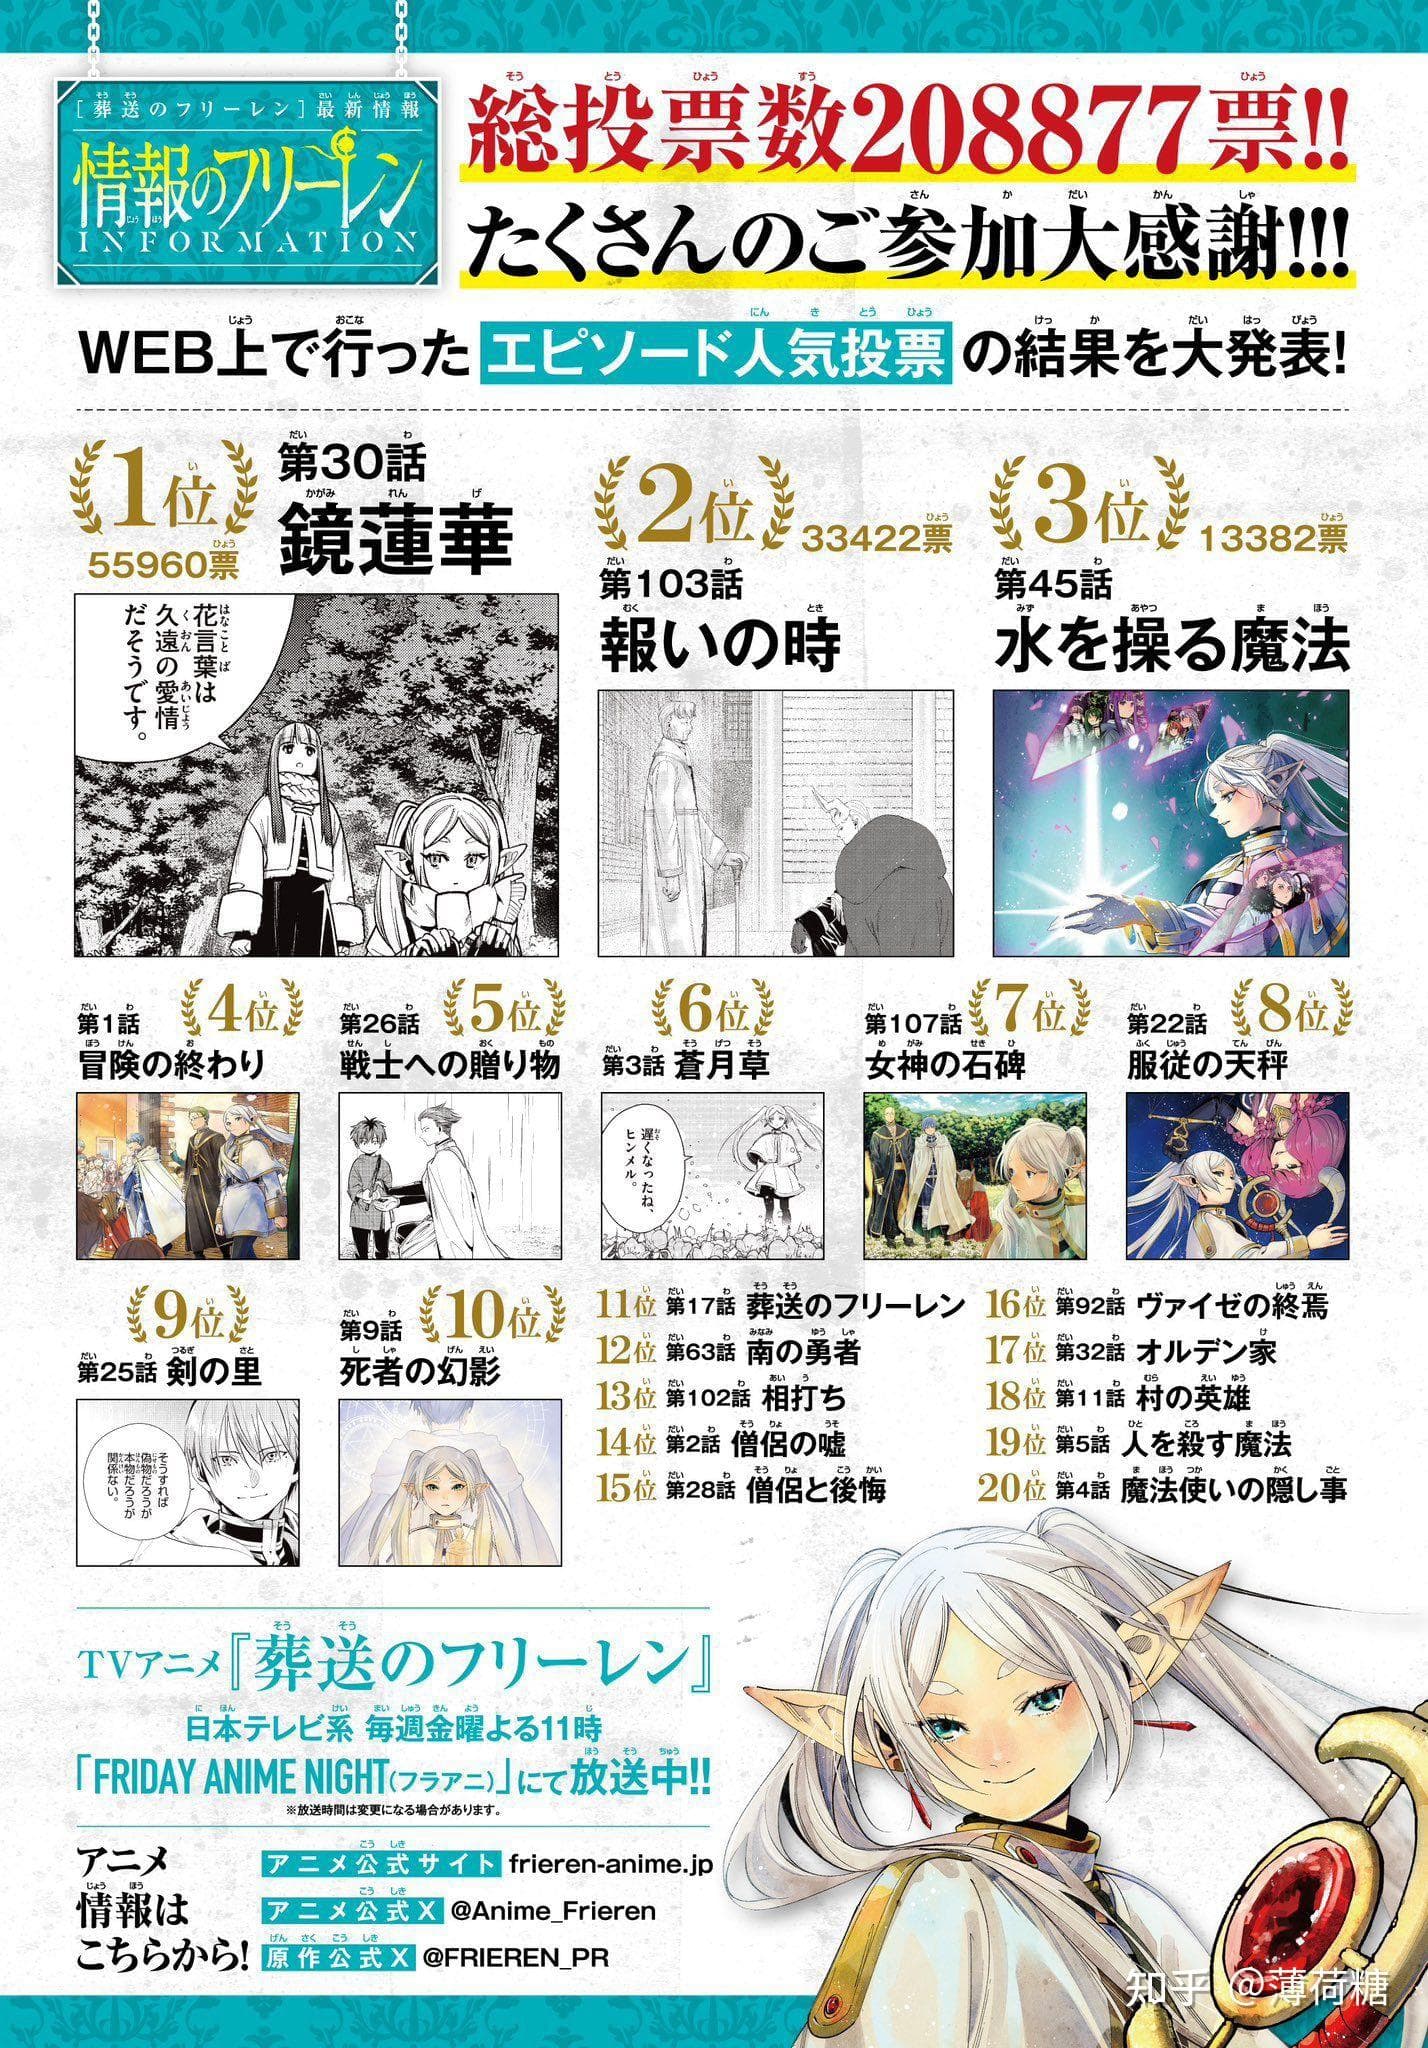 [葬送のフリーレン]最新情報
情報のフリーレン
INFORMATION
総投票数208877票!!
たくさんのご参加大感謝!!!
WEB上で行った エピソード人気投票 の結果を大発表!
1位
55960票
第30話
鏡蓮華
花言葉は
久遠の愛情
だそうです。
2位
33422票
第103話
報いの時
3位
13382票
第45話
水を操る魔法
第1話 4位
冒険の終わり
第26話 5位
戦士への贈り物
6位
第3話 蒼月草
遅くなったね、
ヒンメル。
第107話 7位
女神の石碑
第22話 8位
服従の天秤
9位
第25話 剣の里
そうすれば
偽物だろうが
本物だろうが
関係ない。
第9話 10位
死者の幻影
11位 第17話 葬送のフリーレン
12位 第63話 南の勇者
13位 第102話 相打ち
14位 第2話 僧侶の嘘
15位 第28話 僧侶と後悔
16位 第92話 ヴァイゼの終焉
17位 第32話 オルデン家
18位 第11話 村の英雄
19位 第5話 人を殺す魔法
20位 第4話 魔法使いの隠し事
TVアニメ『葬送のフリーレン』
日本テレビ系 毎週金曜よる11時
「FRIDAY ANIME NIGHT(フラアニ)」にて放送中!!
※放送時間は変更になる場合があります。
アニメ
情報は
こちらから!
アニメ公式サイト frieren-anime.jp
アニメ公式X @Anime_Frieren
原作公式X @FRIEREN_PR
知乎 @薄荷糖